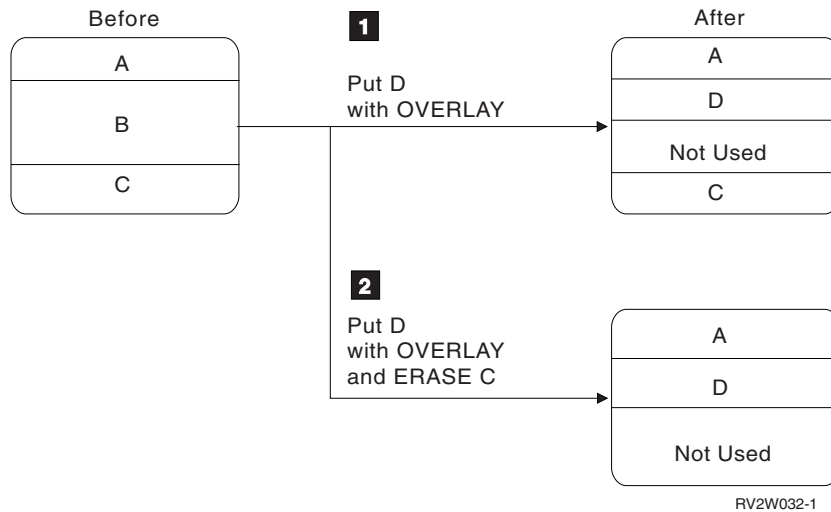 Before
A
B
C
1
Put D
with OVERLAY
After
A
D
Not Used
C
2
Put D
with OVERLAY
and ERASE C
A
D
Not Used
RV2W032-1